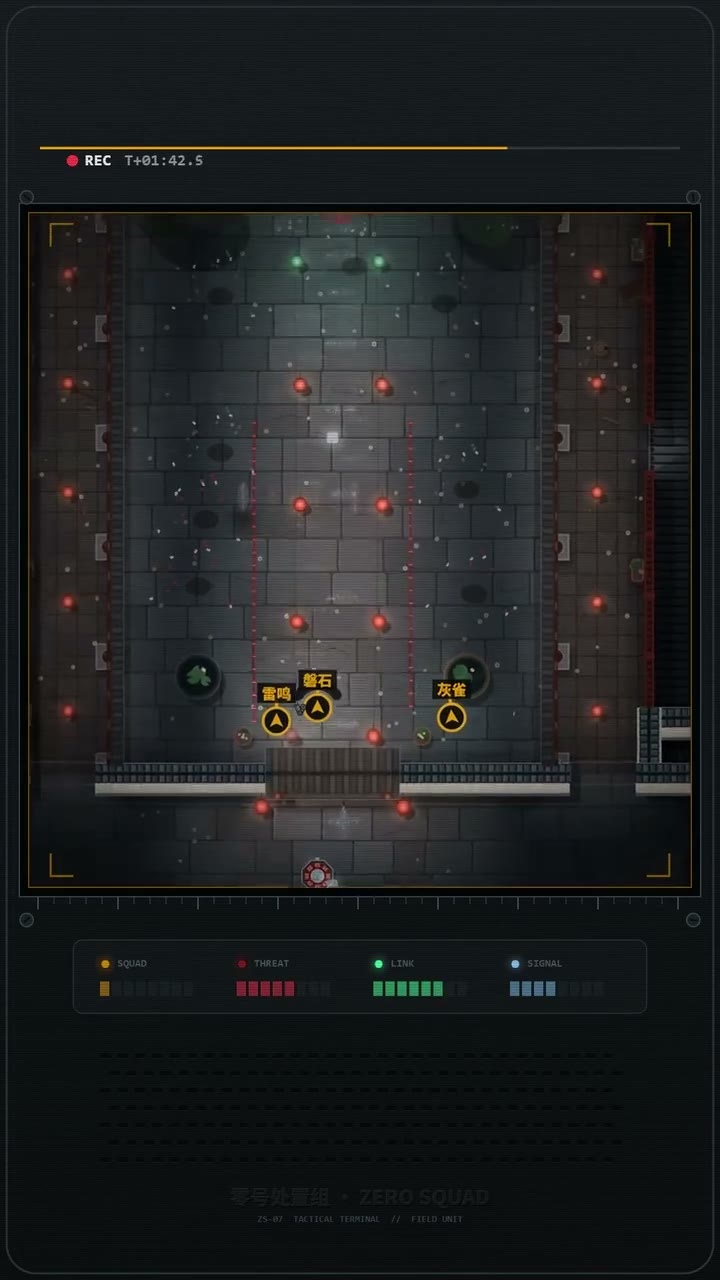 REC T+01:42.5
磐石
雷鸣
灰雀
SQUAD THREAT LINK SIGNAL
零号处置组 · ZERO SQUAD
ZS-07 TACTICAL TERMINAL // FIELD UNIT